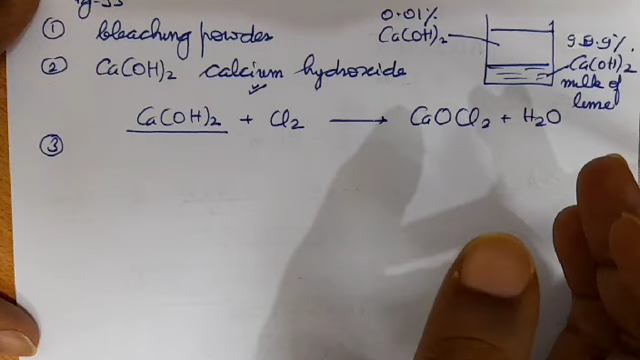 ① bleaching powder
② Ca(OH)2 calcium hydroxide
0.01%
Ca(OH)2
99.9%
Ca(OH)2
milk of
lime
Ca(OH)2 + Cl2 → CaOCl2 + H2O
③